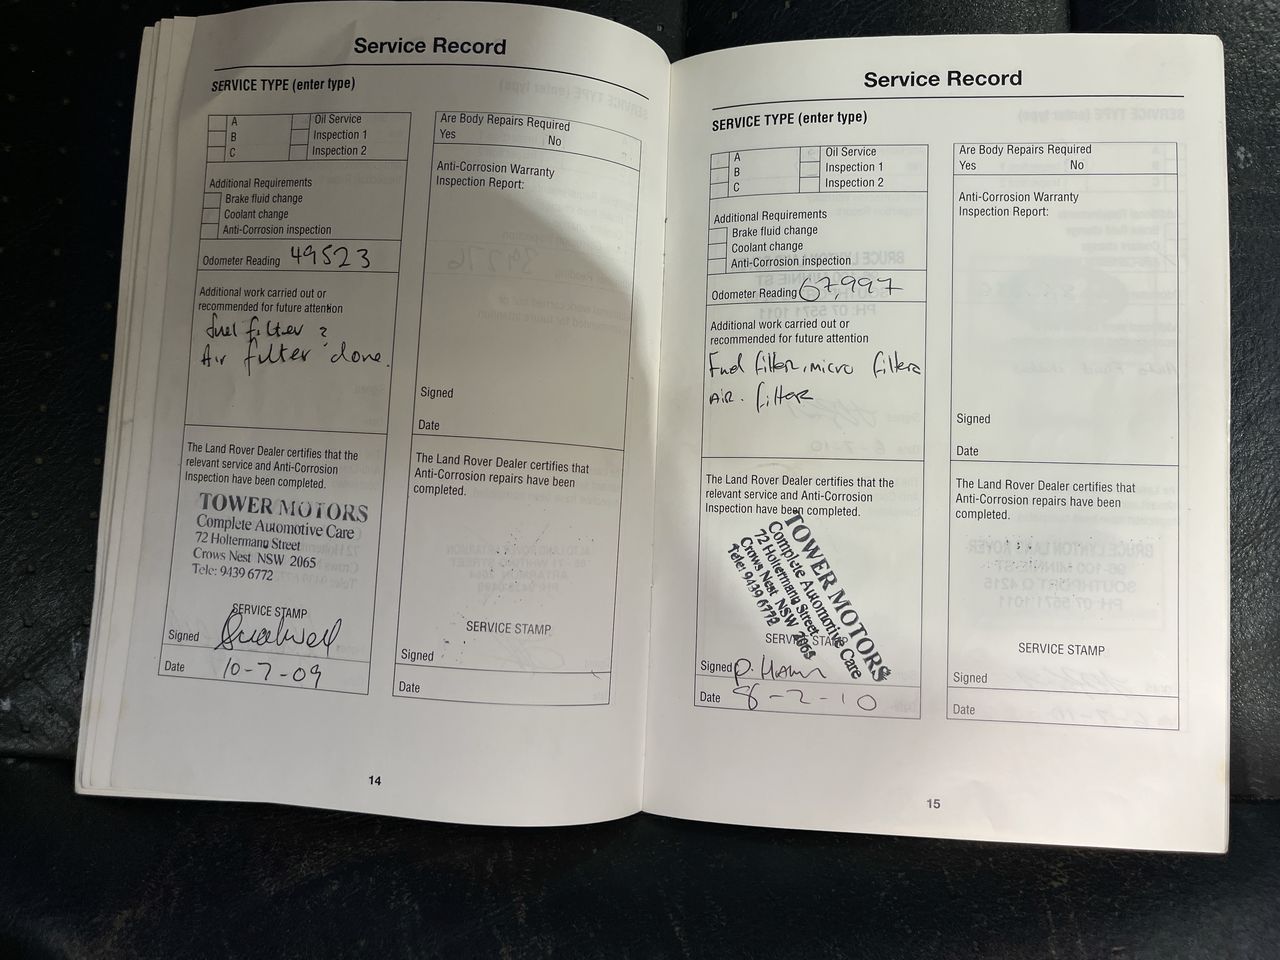 Service Record
SERVICE TYPE (enter type)
A
B
C
Oil Service
Inspection 1
Inspection 2
Additional Requirements
Brake fluid change
Coolant change
Anti-Corrosion inspection
Odometer Reading 49523
Additional work carried out or
recommended for future attention
fuel filter ?
Air filter done.
The Land Rover Dealer certifies that the
relevant service and Anti-Corrosion
Inspection have been completed.
TOWER MOTORS
Complete Automotive Care
72 Holtermann Street
Crows Nest NSW 2065
Tele: 9439 6772
SERVICE STAMP
Signed
Date 10-7-09
Are Body Repairs Required
Yes No
Anti-Corrosion Warranty
Inspection Report:
Signed
Date
The Land Rover Dealer certifies that
Anti-Corrosion repairs have been
completed.
SERVICE STAMP
Signed
Date
14
Service Record
SERVICE TYPE (enter type)
A
B
C
Oil Service
Inspection 1
Inspection 2
Additional Requirements
Brake fluid change
Coolant change
Anti-Corrosion inspection
Odometer Reading 67,997
Additional work carried out or
recommended for future attention
Fuel filter, micro filters
Air. filter
The Land Rover Dealer certifies that the
relevant service and Anti-Corrosion
Inspection have been completed.
TOWER MOTORS
Complete Automotive Care
72 Holtermann Street
Crows Nest NSW 2065
Tele: 9439 6772
SERVICE STAMP
Signed
Date 8-2-10
Are Body Repairs Required
Yes No
Anti-Corrosion Warranty
Inspection Report:
Signed
Date
The Land Rover Dealer certifies that
Anti-Corrosion repairs have been
completed.
SERVICE STAMP
Signed
Date
15